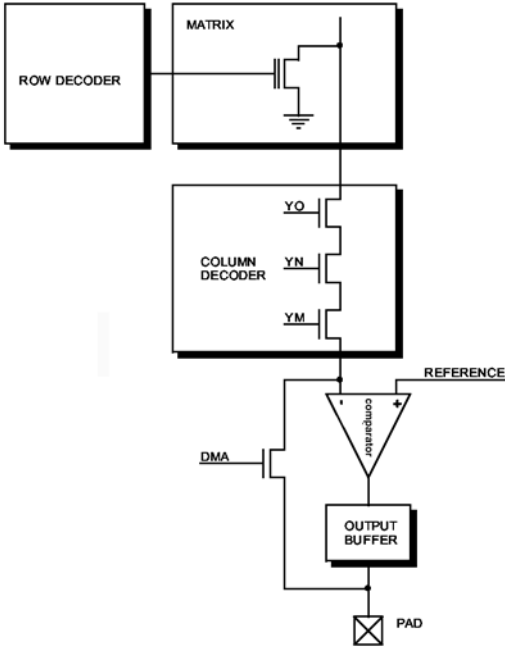 MATRIX
ROW DECODER
YO
COLUMN
DECODER
YN
YM
REFERENCE
- +
comparator
DMA
OUTPUT
BUFFER
PAD